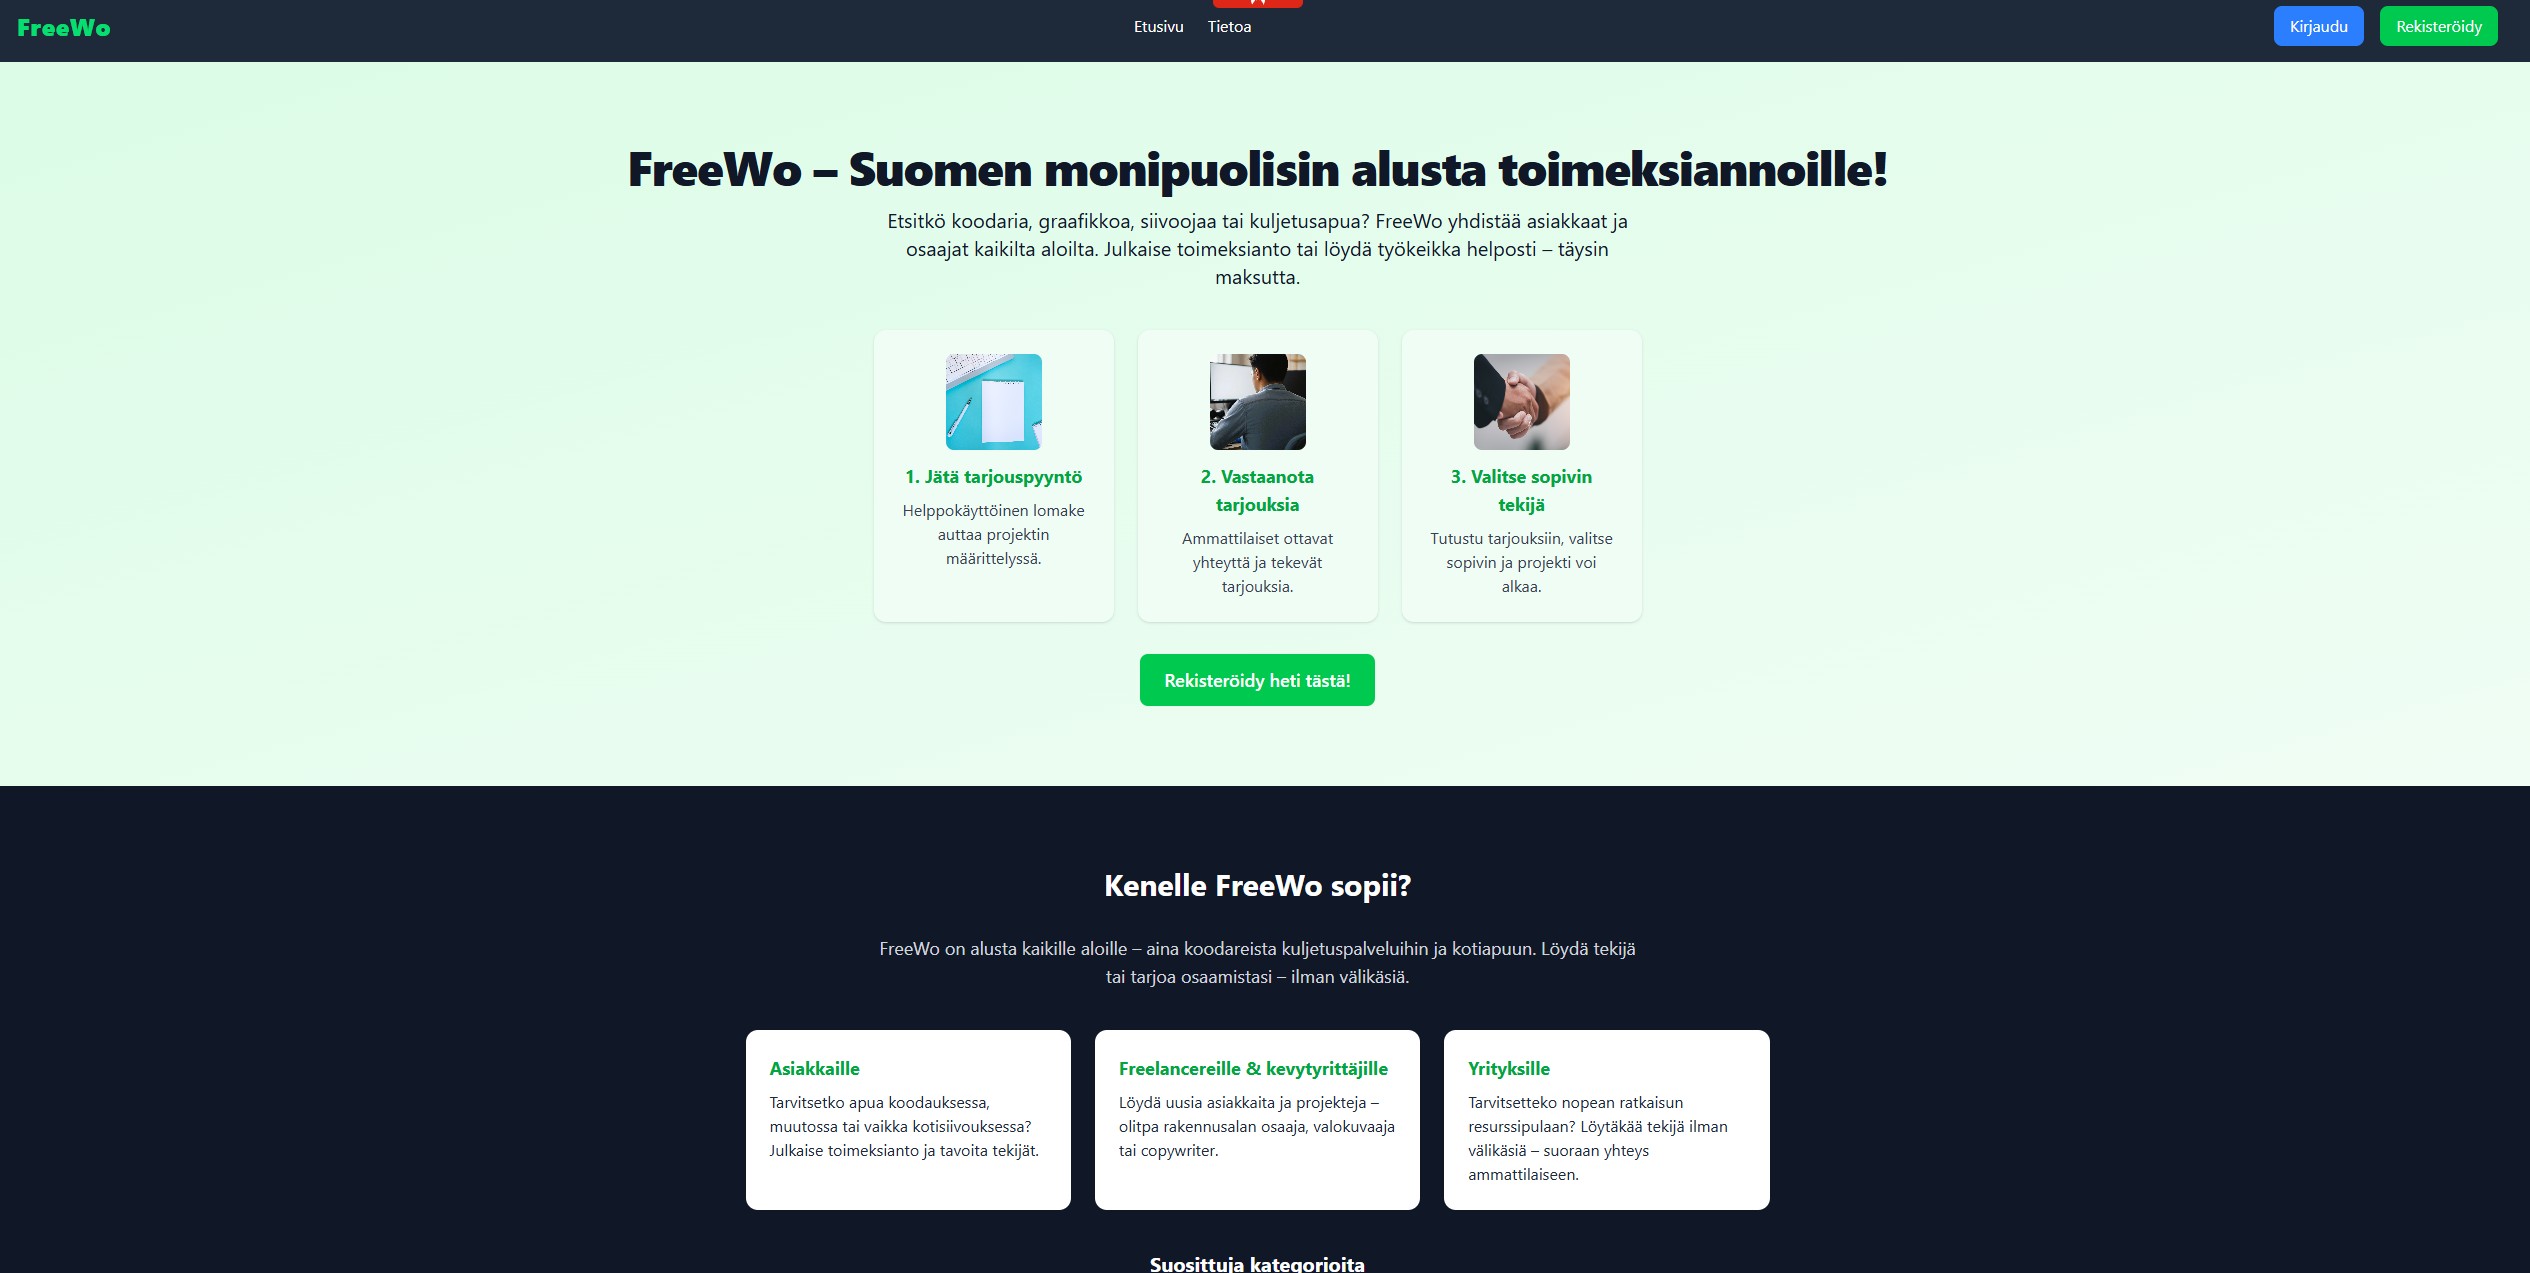 FreeWo
Etusivu Tietoa
Kirjaudu Rekisteröidy
FreeWo – Suomen monipuolisin alusta toimeksiannoille!
Etsitkö koodaria, graafikkoa, siivoojaa tai kuljetusapua? FreeWo yhdistää asiakkaat ja
osaajat kaikilta aloilta. Julkaise toimeksianto tai löydä työkeikka helposti – täysin
maksutta.
1. Jätä tarjouspyyntö
Helppokäyttöinen lomake
auttaa projektin
määrittelyssä.
2. Vastaanota
tarjouksia
Ammattilaiset ottavat
yhteyttä ja tekevät
tarjouksia.
3. Valitse sopivin
tekijä
Tutustu tarjouksiin, valitse
sopivin ja projekti voi
alkaa.
Rekisteröidy heti tästä!
Kenelle FreeWo sopii?
FreeWo on alusta kaikille aloille – aina koodareista kuljetuspalveluihin ja kotiapuun. Löydä tekijä
tai tarjoa osaamistasi – ilman välikäsiä.
Asiakkaille
Tarvitsetko apua koodauksessa,
muutossa tai vaikka kotisiivouksessa?
Julkaise toimeksianto ja tavoita tekijät.
Freelancereille & kevytyrittäjille
Löydä uusia asiakkaita ja projekteja –
olitpa rakennusalan osaaja, valokuvaaja
tai copywriter.
Yrityksille
Tarvitsetteko nopean ratkaisun
resurssipulaan? Löytäkää tekijä ilman
välikäsiä – suoraan yhteys
ammattilaiseen.
Suosittuja kategorioita